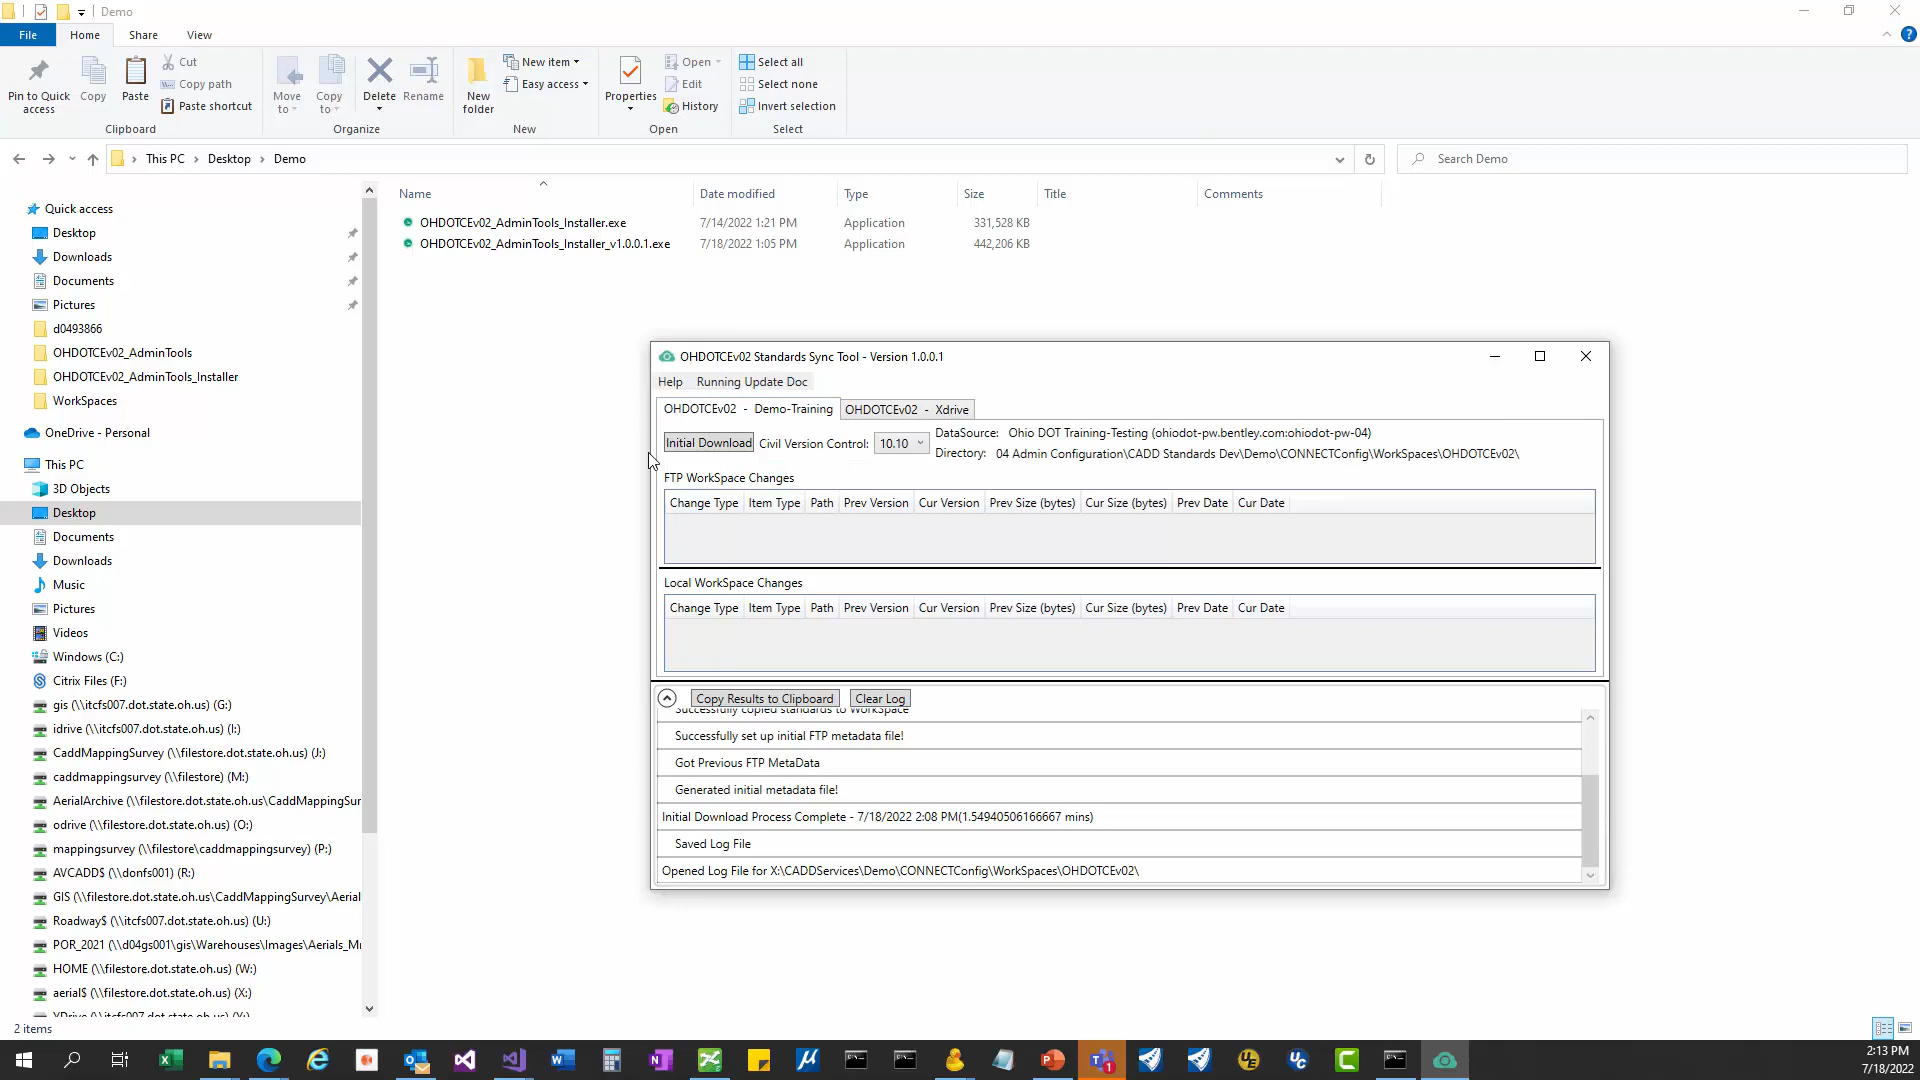 Demo
File
Home
Share
View
Pin to Quick access
Copy
Paste
Cut
Copy path
Paste shortcut
Clipboard
Move to
Copy to
Delete
Rename
Organize
New folder
New item
Easy access
New
Properties
Open
Edit
History
Open
Select all
Select none
Invert selection
Select
This PC > Desktop > Demo
Search Demo
Name
Date modified
Type
Size
Title
Comments
OHDOTCEv02_AdminTools_Installer.exe 7/14/2022 1:21 PM Application 331,528 KB
OHDOTCEv02_AdminTools_Installer_v1.0.0.1.exe 7/18/2022 1:05 PM Application 442,206 KB
Quick access
Desktop
Downloads
Documents
Pictures
d0493866
OHDOTCEv02_AdminTools
OHDOTCEv02_AdminTools_Installer
WorkSpaces
OneDrive - Personal
This PC
3D Objects
Desktop
Documents
Downloads
Music
Pictures
Videos
Windows (C:)
Citrix Files (F:)
gis (\\itcfs007.dot.state.oh.us) (G:)
idrive (\\itcfs007.dot.state.oh.us) (I:)
CaddMappingSurvey (\\filestore.dot.state.oh.us) (J:)
caddmappingsurvey (\\filestore) (M:)
AerialArchive (\\filestore.dot.state.oh.us\CaddMappingSur
odrive (\\filestore.dot.state.oh.us) (O:)
mappingsurvey (\\filestore\caddmappingsurvey) (P:)
AVCADD$ (\\donfs001) (R:)
GIS (\\filestore.dot.state.oh.us\CaddMappingSurvey\Aerial
Roadway$ (\\itcfs007.dot.state.oh.us) (U:)
POR_2021 (\\d04gs001\gis\Warehouses\Images\Aerials_M
HOME (\\filestore.dot.state.oh.us) (W:)
aerial$ (\\filestore.dot.state.oh.us) (X:)
2 items
OHDOTCEv02 Standards Sync Tool - Version 1.0.0.1
Help
Running Update Doc
OHDOTCEv02 - Demo-Training
OHDOTCEv02 - Xdrive
Initial Download
Civil Version Control:
10.10
DataSource: Ohio DOT Training-Testing (ohiodot-pw.bentley.com:ohiodot-pw-04)
Directory: 04 Admin Configuration\CADD Standards Dev\Demo\CONNECTConfig\WorkSpaces\OHDOTCEv02\
FTP WorkSpace Changes
Change Type Item Type Path Prev Version Cur Version Prev Size (bytes) Cur Size (bytes) Prev Date Cur Date
Local WorkSpace Changes
Change Type Item Type Path Prev Version Cur Version Prev Size (bytes) Cur Size (bytes) Prev Date Cur Date
Copy Results to Clipboard
Clear Log
Successfully copied standards to WorkSpace
Successfully set up initial FTP metadata file!
Got Previous FTP MetaData
Generated initial metadata file!
Initial Download Process Complete - 7/18/2022 2:08 PM(1.54940506166667 mins)
Saved Log File
Opened Log File for X:\CADDServices\Demo\CONNECTConfig\WorkSpaces\OHDOTCEv02\
2:13 PM
7/18/2022